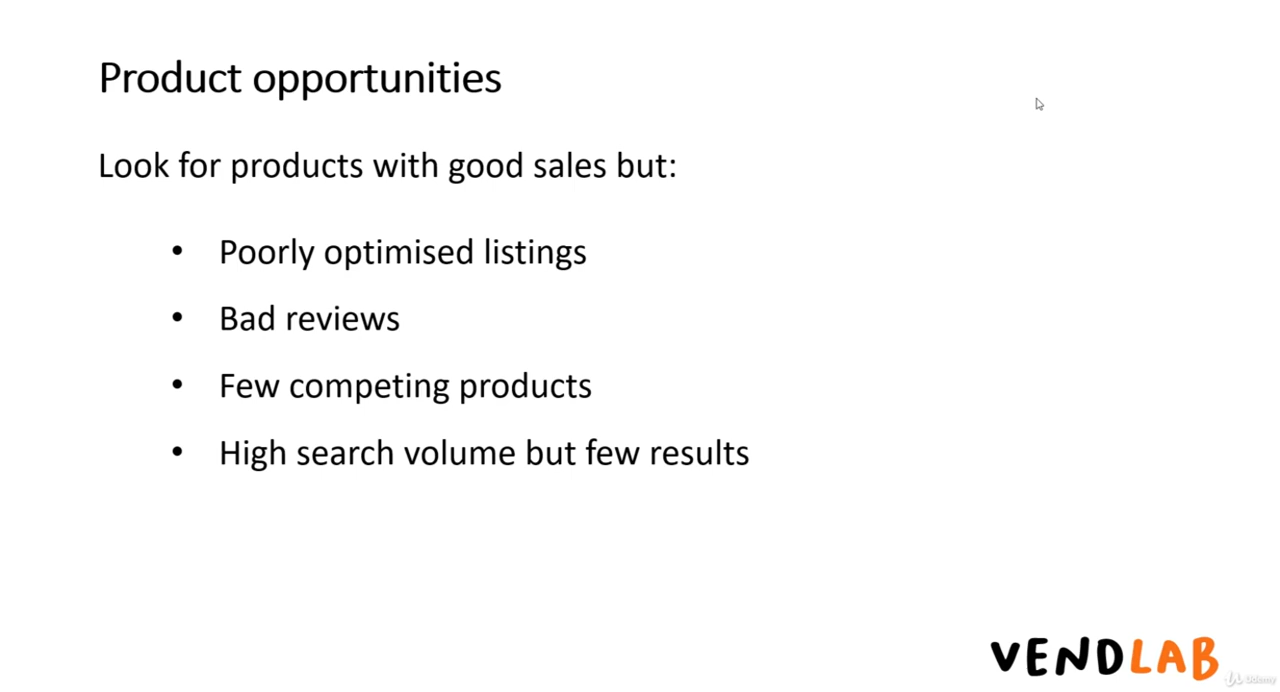 Product opportunities
Look for products with good sales but:
• Poorly optimised listings
• Bad reviews
• Few competing products
• High search volume but few results
VENDLAB
Udemy